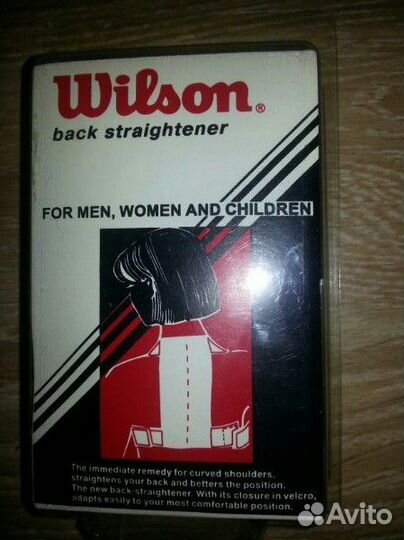 Wilson®
back straightener
FOR MEN, WOMEN AND CHILDREN
The immediate remedy for curved shoulders,
straightens your back and betters the position.
The new back-straightener. With its closure in velcro,
adapts easily to your most comfortable position.
Avito